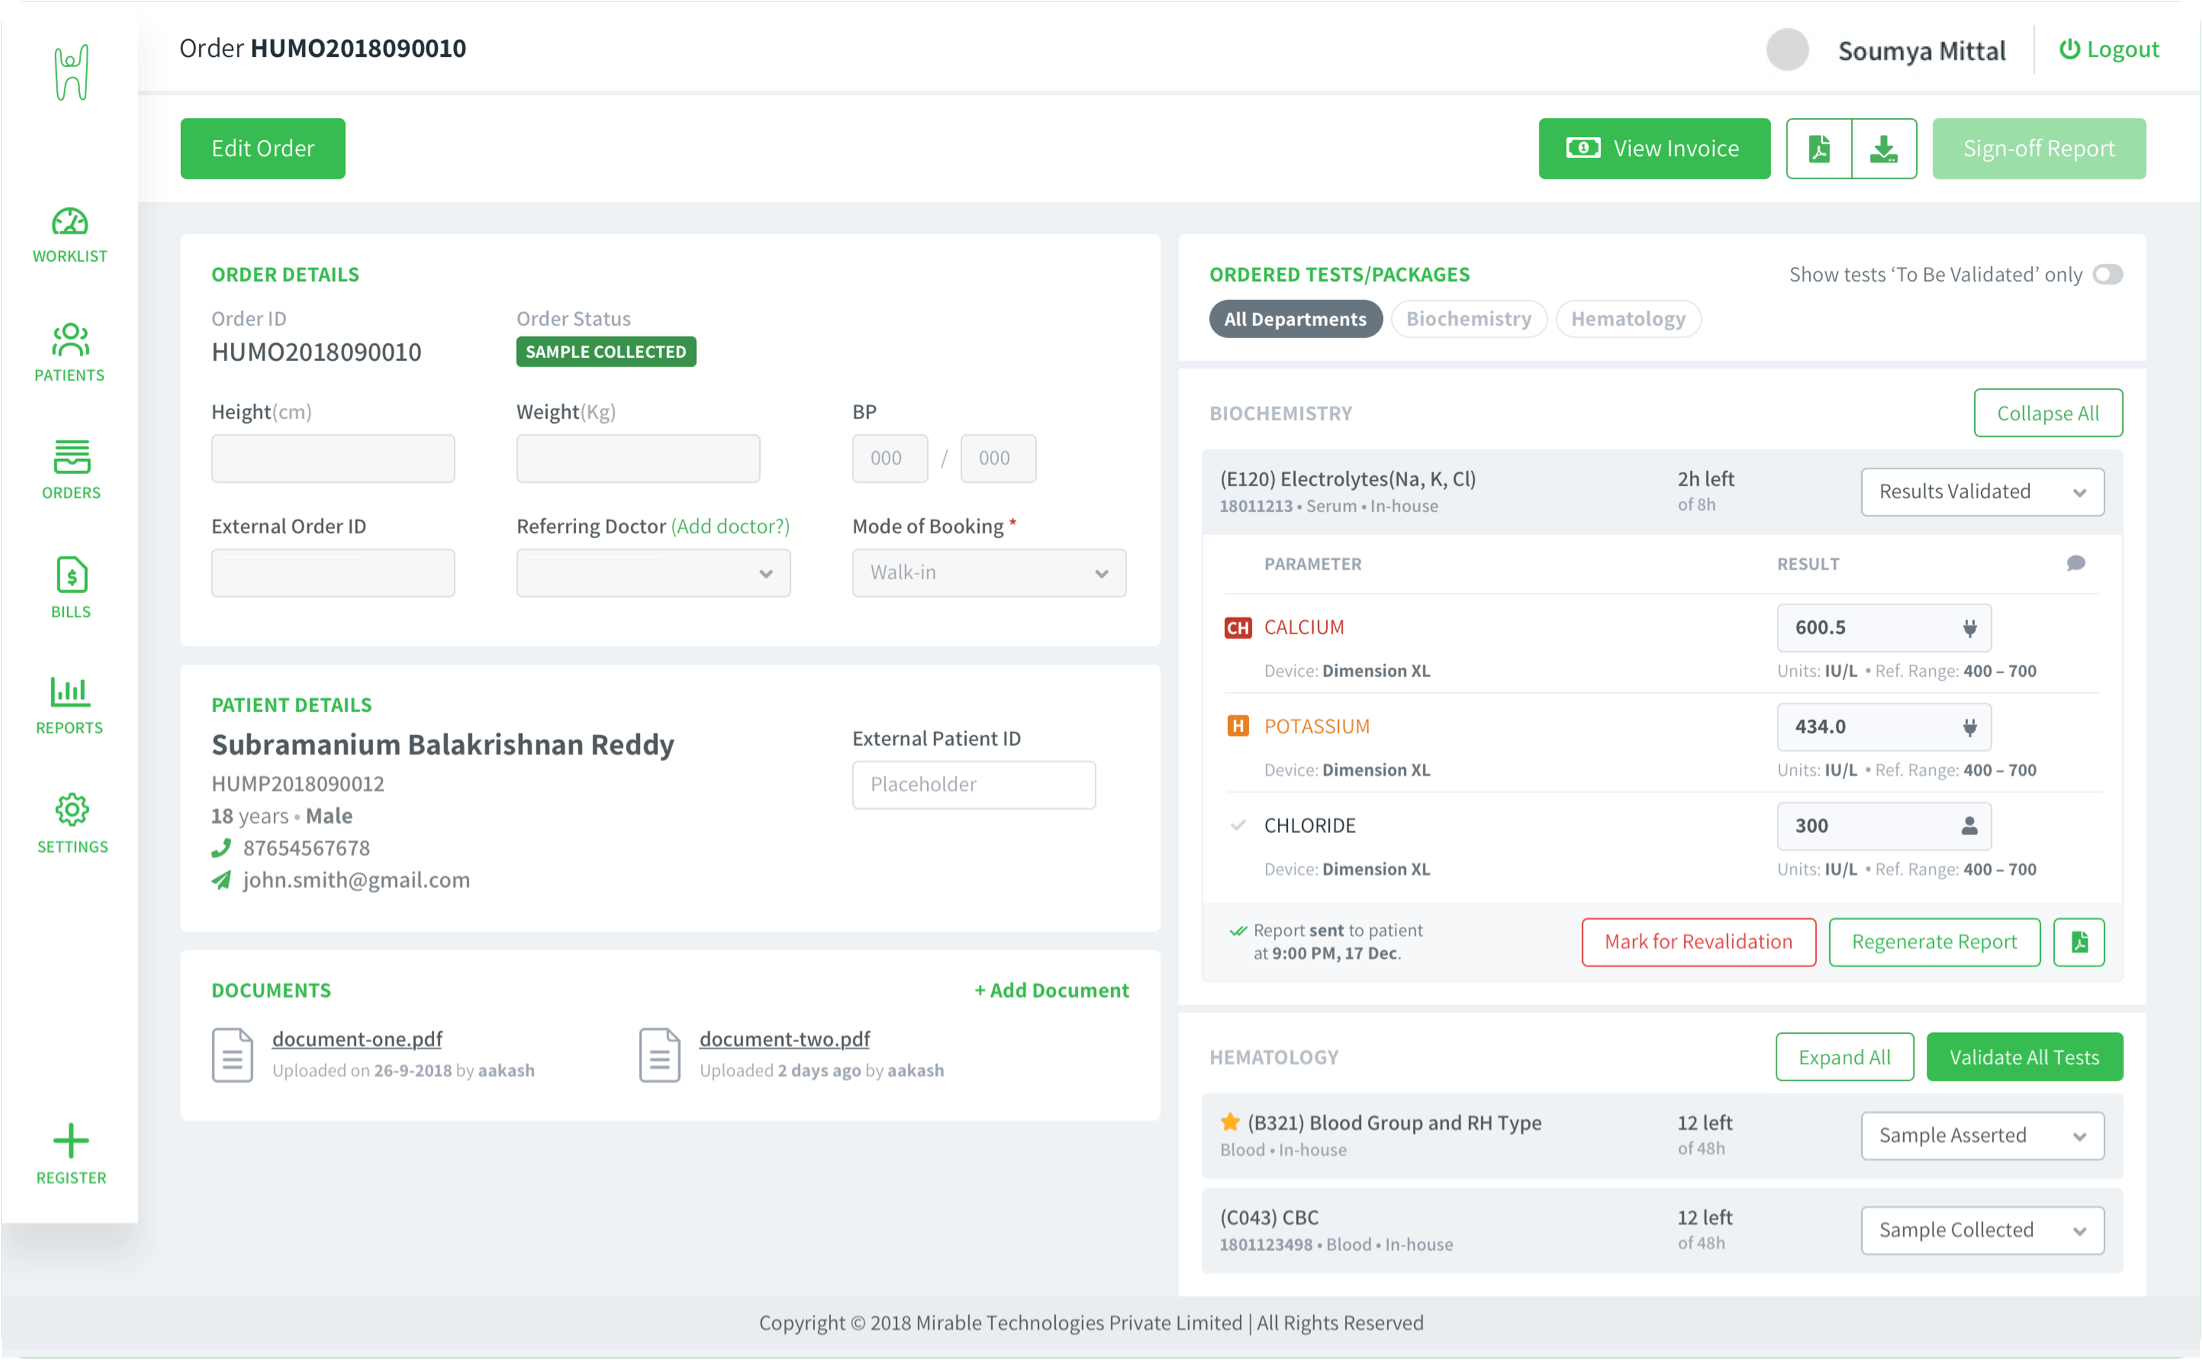 Order HUMO2018090010
Soumya Mittal
Logout
WORKLIST
PATIENTS
ORDERS
BILLS
REPORTS
SETTINGS
REGISTER
Edit Order
View Invoice
Sign-off Report
ORDER DETAILS
Order ID
HUMO2018090010
Order Status
SAMPLE COLLECTED
Height(cm)
Weight(Kg)
BP
000 / 000
External Order ID
Referring Doctor (Add doctor?)
Mode of Booking *
Walk-in
PATIENT DETAILS
Subramanium Balakrishnan Reddy
HUMP2018090012
18 years • Male
87654567678
john.smith@gmail.com
External Patient ID
Placeholder
DOCUMENTS
+ Add Document
document-one.pdf
Uploaded on 26-9-2018 by aakash
document-two.pdf
Uploaded 2 days ago by aakash
ORDERED TESTS/PACKAGES
Show tests ‘To Be Validated’ only
All Departments
Biochemistry
Hematology
BIOCHEMISTRY
Collapse All
(E120) Electrolytes(Na, K, Cl)
18011213 • Serum • In-house
2h left
of 8h
Results Validated
PARAMETER
RESULT
CH CALCIUM
600.5
Device: Dimension XL
Units: IU/L • Ref. Range: 400 – 700
H POTASSIUM
434.0
Device: Dimension XL
Units: IU/L • Ref. Range: 400 – 700
CHLORIDE
300
Device: Dimension XL
Units: IU/L • Ref. Range: 400 – 700
Report sent to patient
at 9:00 PM, 17 Dec.
Mark for Revalidation
Regenerate Report
HEMATOLOGY
Expand All
Validate All Tests
(B321) Blood Group and RH Type
Blood • In-house
12 left
of 48h
Sample Asserted
(C043) CBC
1801123498 • Blood • In-house
12 left
of 48h
Sample Collected
Copyright © 2018 Mirable Technologies Private Limited | All Rights Reserved